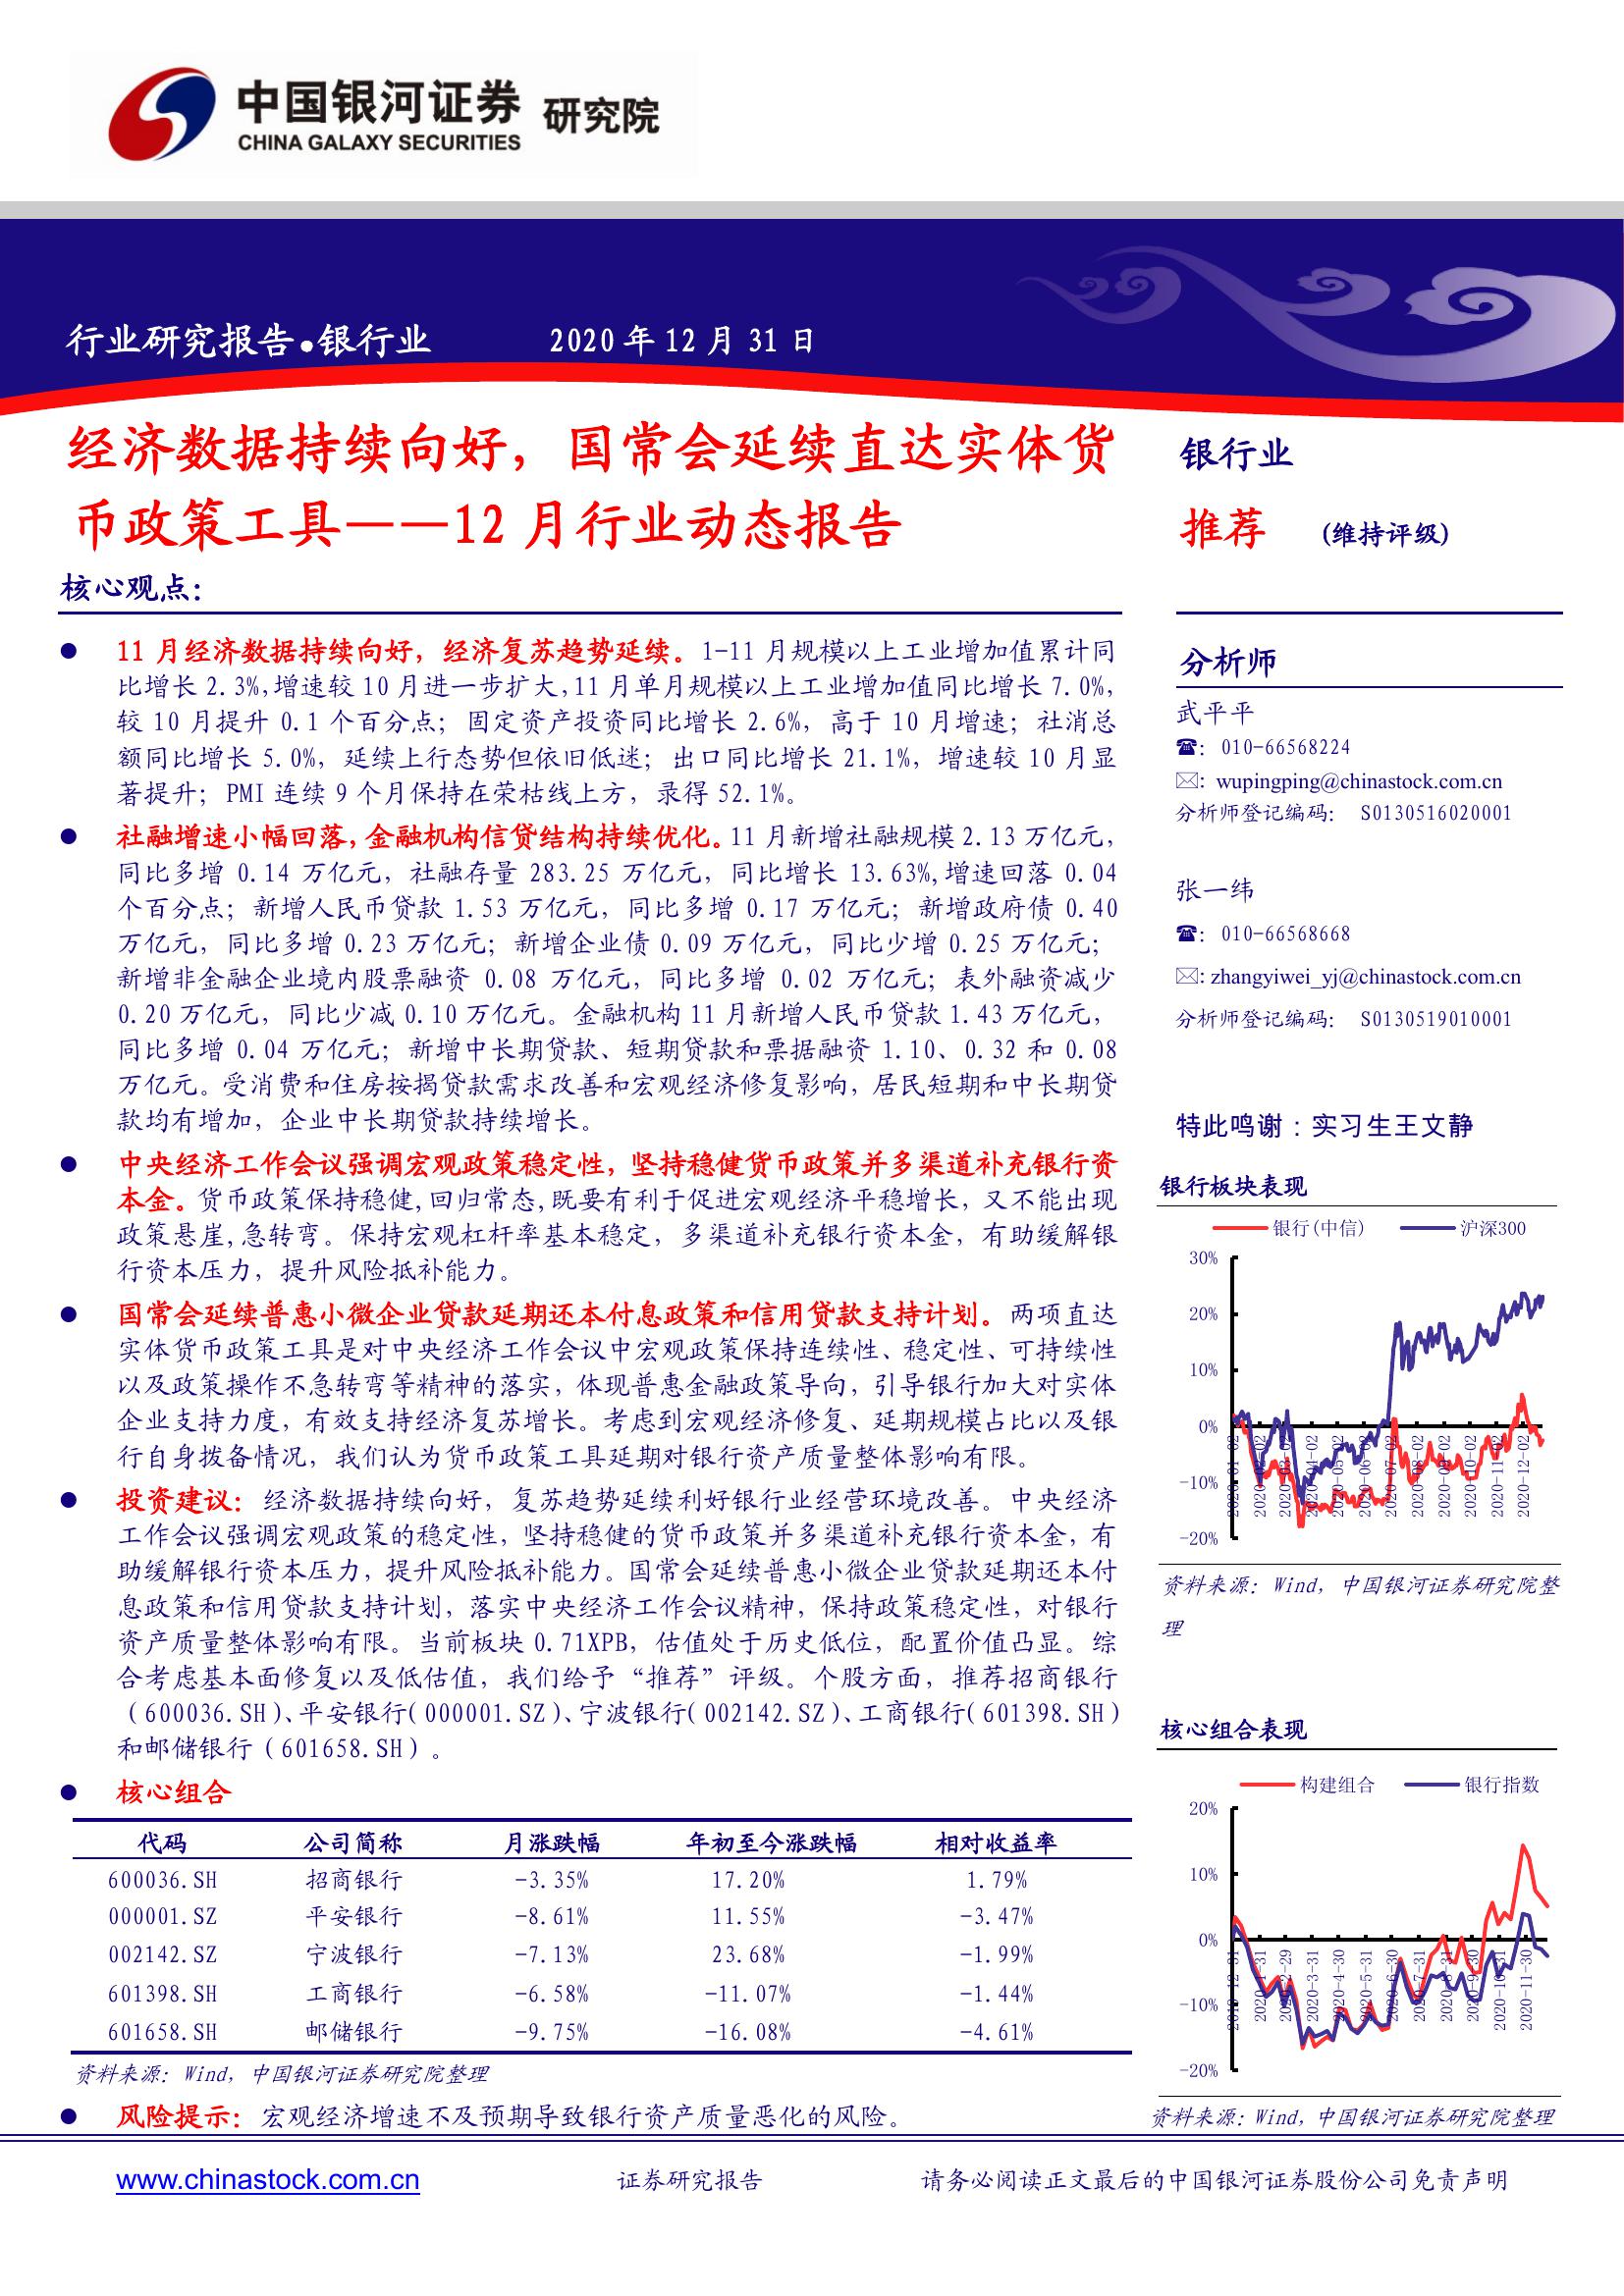 中国银河证券 研究院
CHINA GALAXY SECURITIES
行业研究报告●银行业 2020 年 12 月 31 日
经济数据持续向好，国常会延续直达实体货
币政策工具——12 月行业动态报告
核心观点：
● 11 月经济数据持续向好，经济复苏趋势延续。1-11 月规模以上工业增加值累计同
比增长 2.3%,增速较 10 月进一步扩大,11 月单月规模以上工业增加值同比增长 7.0%,
较 10 月提升 0.1 个百分点；固定资产投资同比增长 2.6%，高于 10 月增速；社消总
额同比增长 5.0%，延续上行态势但依旧低迷；出口同比增长 21.1%，增速较 10 月显
著提升；PMI 连续 9 个月保持在荣枯线上方，录得 52.1%。
● 社融增速小幅回落,金融机构信贷结构持续优化。11 月新增社融规模 2.13 万亿元，
同比多增 0.14 万亿元，社融存量 283.25 万亿元，同比增长 13.63%,增速回落 0.04
个百分点；新增人民币贷款 1.53 万亿元，同比多增 0.17 万亿元；新增政府债 0.40
万亿元，同比多增 0.23 万亿元；新增企业债 0.09 万亿元，同比少增 0.25 万亿元；
新增非金融企业境内股票融资 0.08 万亿元，同比多增 0.02 万亿元；表外融资减少
0.20 万亿元，同比少减 0.10 万亿元。金融机构 11 月新增人民币贷款 1.43 万亿元，
同比多增 0.04 万亿元；新增中长期贷款、短期贷款和票据融资 1.10、0.32 和 0.08
万亿元。受消费和住房按揭贷款需求改善和宏观经济修复影响，居民短期和中长期贷
款均有增加，企业中长期贷款持续增长。
● 中央经济工作会议强调宏观政策稳定性，坚持稳健货币政策并多渠道补充银行资
本金。货币政策保持稳健,回归常态,既要有利于促进宏观经济平稳增长，又不能出现
政策悬崖,急转弯。保持宏观杠杆率基本稳定，多渠道补充银行资本金，有助缓解银
行资本压力，提升风险抵补能力。
● 国常会延续普惠小微企业贷款延期还本付息政策和信用贷款支持计划。两项直达
实体货币政策工具是对中央经济工作会议中宏观政策保持连续性、稳定性、可持续性
以及政策操作不急转弯等精神的落实，体现普惠金融政策导向，引导银行加大对实体
企业支持力度，有效支持经济复苏增长。考虑到宏观经济修复、延期规模占比以及银
行自身拨备情况，我们认为货币政策工具延期对银行资产质量整体影响有限。
● 投资建议：经济数据持续向好，复苏趋势延续利好银行业经营环境改善。中央经济
工作会议强调宏观政策的稳定性，坚持稳健的货币政策并多渠道补充银行资本金，有
助缓解银行资本压力，提升风险抵补能力。国常会延续普惠小微企业贷款延期还本付
息政策和信用贷款支持计划，落实中央经济工作会议精神，保持政策稳定性，对银行
资产质量整体影响有限。当前板块 0.71XPB，估值处于历史低位，配置价值凸显。综
合考虑基本面修复以及低估值，我们给予“推荐”评级。个股方面，推荐招商银行
（600036.SH）、平安银行（000001.SZ）、宁波银行（002142.SZ）、工商银行（601398.SH）
和邮储银行（601658.SH）。
● 核心组合
代码 公司简称 月涨跌幅 年初至今涨跌幅 相对收益率
600036.SH 招商银行 -3.35% 17.20% 1.79%
000001.SZ 平安银行 -8.61% 11.55% -3.47%
002142.SZ 宁波银行 -7.13% 23.68% -1.99%
601398.SH 工商银行 -6.58% -11.07% -1.44%
601658.SH 邮储银行 -9.75% -16.08% -4.61%
资料来源：Wind，中国银河证券研究院整理
● 风险提示：宏观经济增速不及预期导致银行资产质量恶化的风险。
银行业
推荐 (维持评级)
分析师
武平平
☎： 010-66568224
✉: wupingping@chinastock.com.cn
分析师登记编码： S0130516020001
张一纬
☎： 010-66568668
✉: zhangyiwei_yj@chinastock.com.cn
分析师登记编码： S0130519010001
特此鸣谢：实习生王文静
银行板块表现
银行(中信) 沪深300
30%
20%
10%
0%
-10%
-20%
2020-01-02
2020-02-02
2020-03-02
2020-04-02
2020-05-02
2020-06-02
2020-07-02
2020-08-02
2020-09-02
2020-10-02
2020-11-02
2020-12-02
资料来源：Wind，中国银河证券研究院整
理
核心组合表现
构建组合 银行指数
20%
10%
0%
-10%
-20%
2019-12-31
2020-1-31
2020-2-29
2020-3-31
2020-4-30
2020-5-31
2020-6-30
2020-7-31
2020-8-31
2020-9-30
2020-10-31
2020-11-30
资料来源：Wind，中国银河证券研究院整理
www.chinastock.com.cn 证券研究报告 请务必阅读正文最后的中国银河证券股份公司免责声明